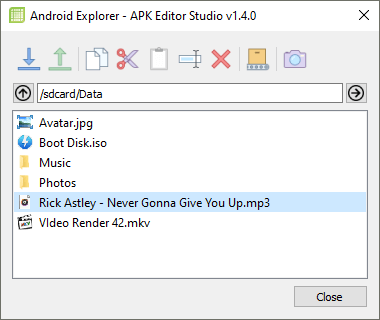 Android Explorer - APK Editor Studio v1.4.0
/sdcard/Data
Avatar.jpg
Boot Disk.iso
Music
Photos
Rick Astley - Never Gonna Give You Up.mp3
VIdeo Render 42.mkv
Close